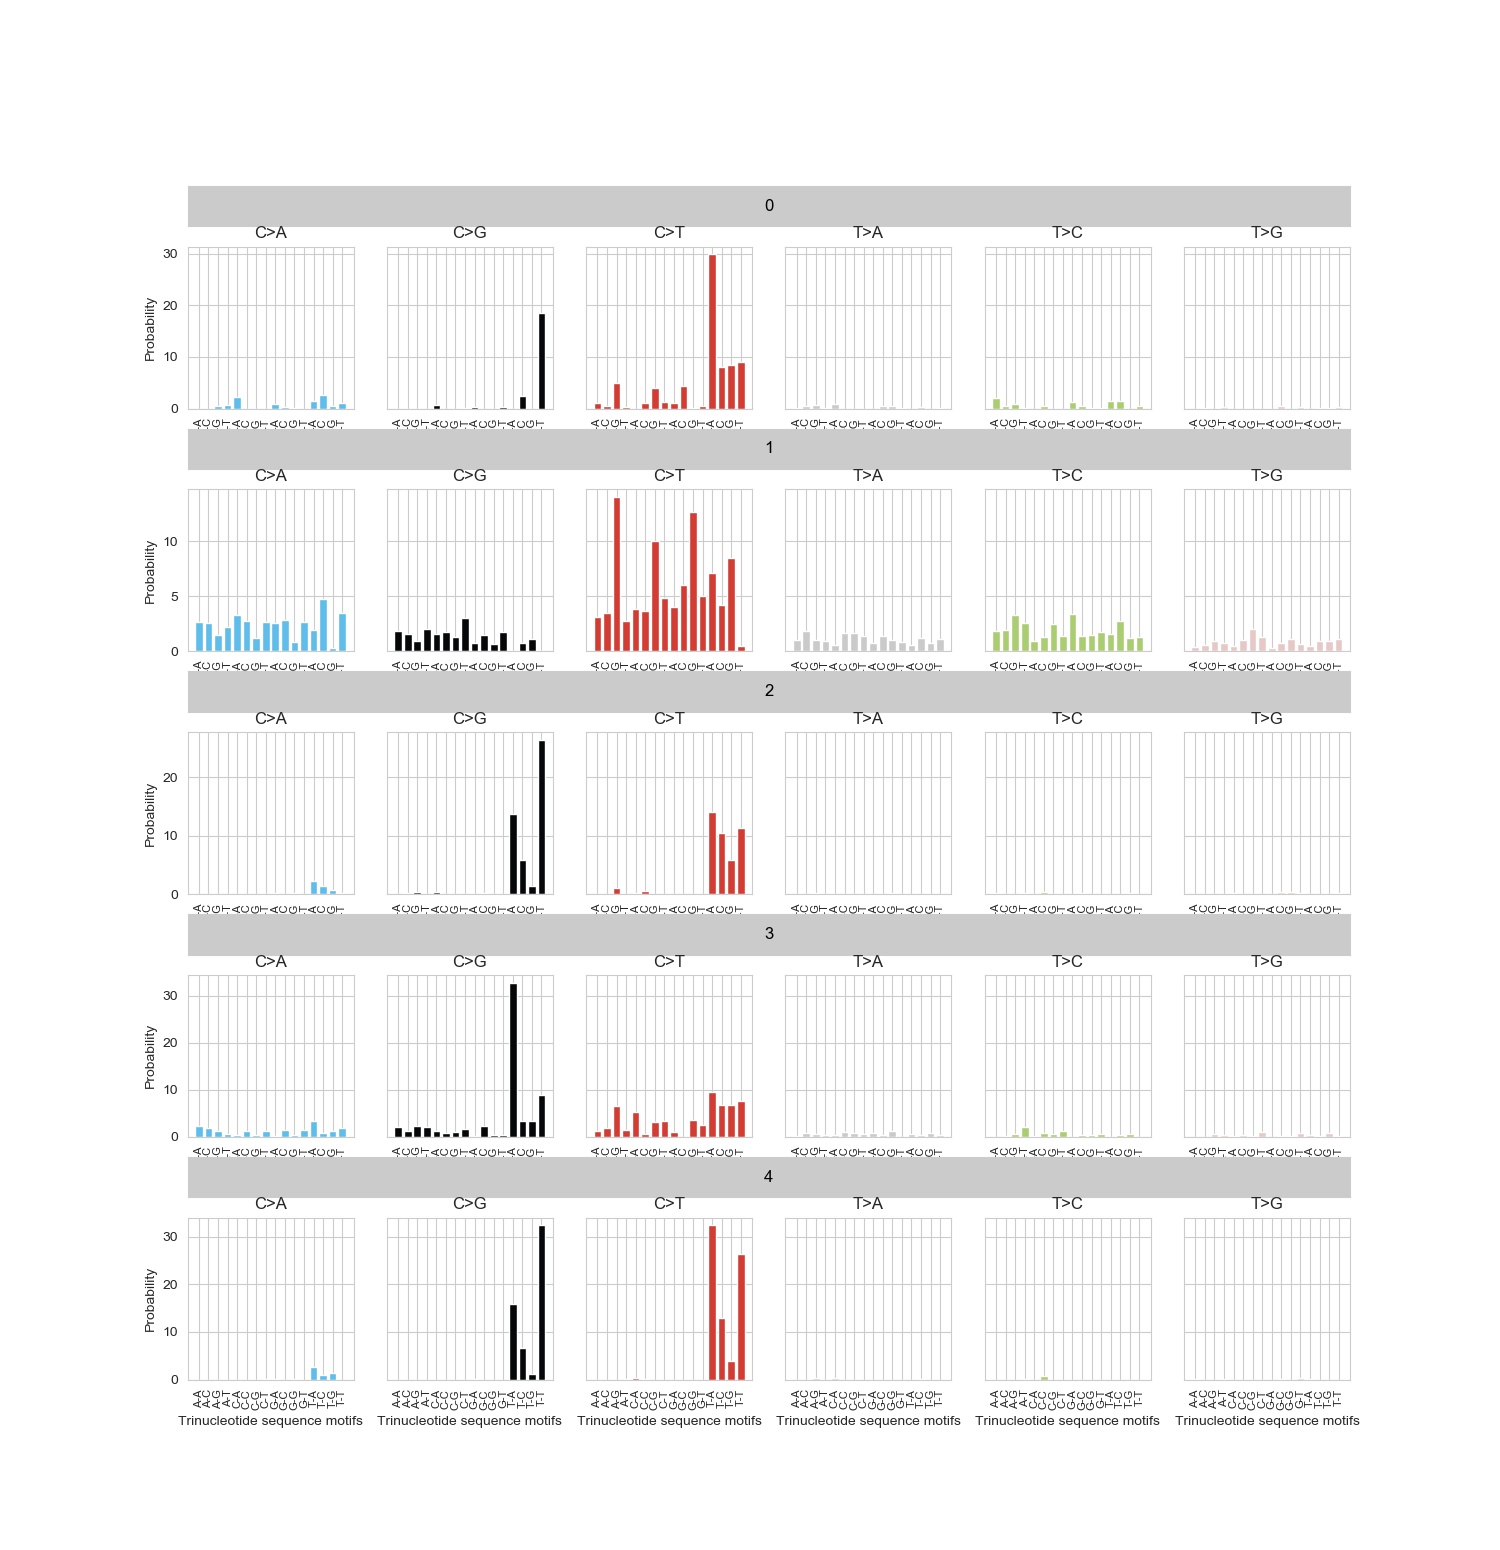 0
C>A C>G C>T T>A T>C T>G
Probability
30
20
10
0
-A -C -G -T -A -C -G -T -A -C -G -T -A -C -G -T
1
C>A C>G C>T T>A T>C T>G
Probability
10
5
0
2
C>A C>G C>T T>A T>C T>G
Probability
20
10
0
3
C>A C>G C>T T>A T>C T>G
Probability
30
20
10
0
4
C>A C>G C>T T>A T>C T>G
Probability
30
20
10
0
A-A A-C A-G A-T C-A C-C C-G C-T G-A G-C G-G G-T T-A T-C T-G T-T
A-A A-C A-G A-T C-A C-C C-G C-T G-A G-C G-G G-T T-A T-C T-G T-T
A-A A-C A-G A-T C-A C-C C-G C-T G-A G-C G-G G-T T-A T-C T-G T-T
A-A A-C A-G A-T C-A C-C C-G C-T G-A G-C G-G G-T T-A T-C T-G T-T
A-A A-C A-G A-T C-A C-C C-G C-T G-A G-C G-G G-T T-A T-C T-G T-T
A-A A-C A-G A-T C-A C-C C-G C-T G-A G-C G-G G-T T-A T-C T-G T-T
Trinucleotide sequence motifs Trinucleotide sequence motifs Trinucleotide sequence motifs Trinucleotide sequence motifs Trinucleotide sequence motifs Trinucleotide sequence motifs